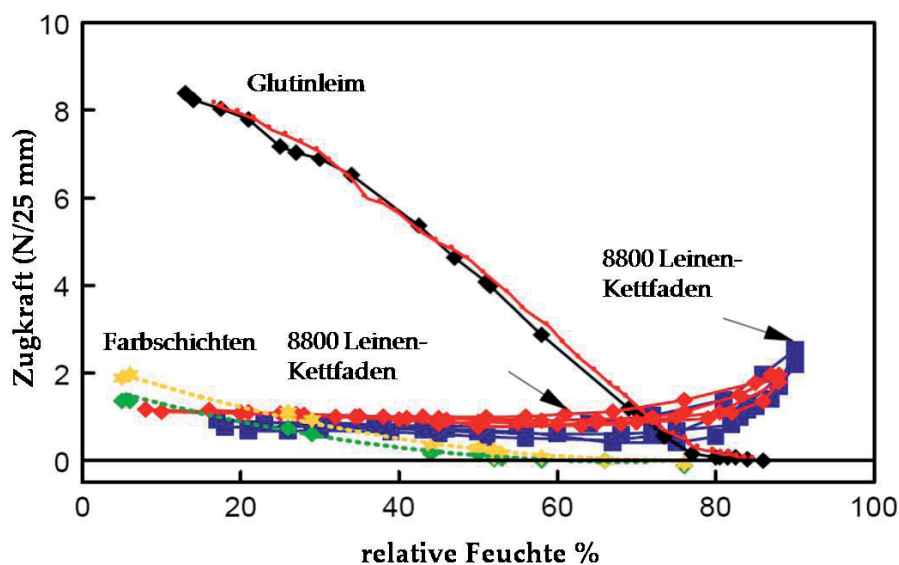 10
8
6
4
2
0
Zugkraft (N/25 mm)
Glutinleim
8800 Leinen-
Kettfaden
Farbschichten
8800 Leinen-
Kettfaden
0 20 40 60 80 100
relative Feuchte %